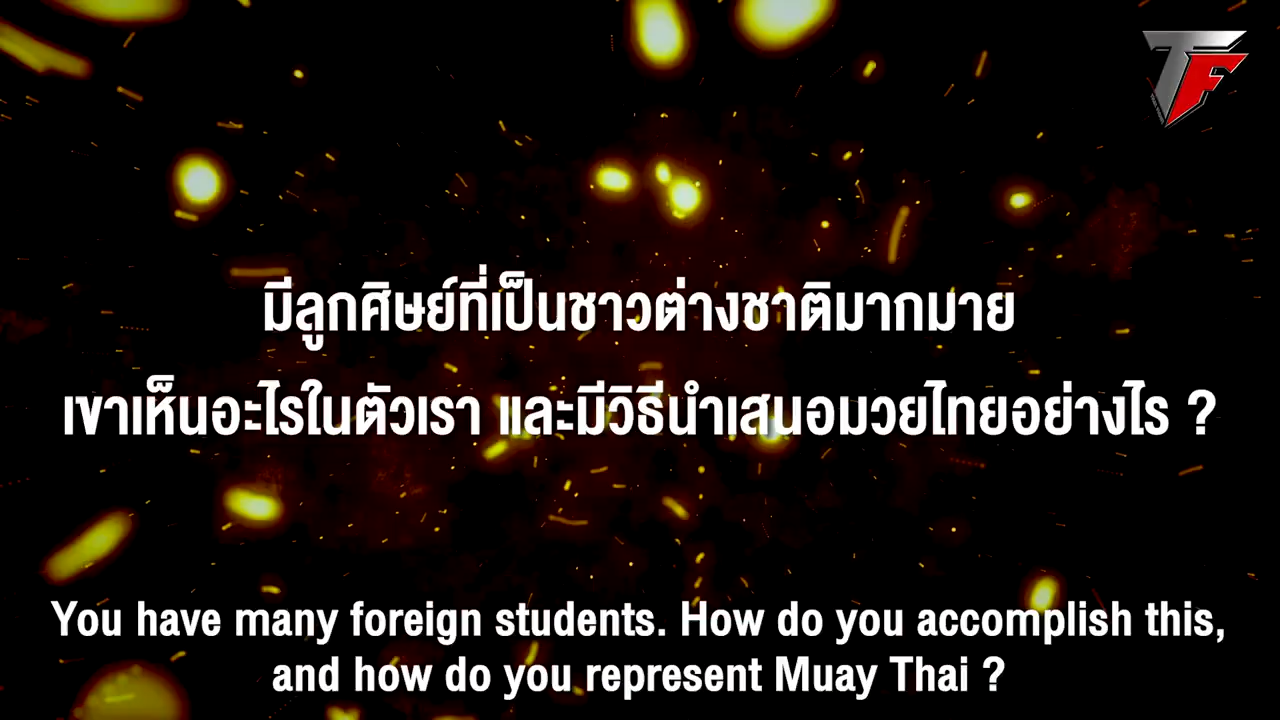 TF
มีลูกศิษย์ที่เป็นชาวต่างชาติมากมาย
เขาเห็นอะไรในตัวเรา และมีวิธีนำเสนอมวยไทยอย่างไร ?
You have many foreign students. How do you accomplish this,
and how do you represent Muay Thai ?